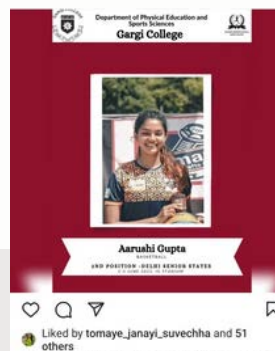 Department of Physical Education and
Sports Sciences
Gargi College
Aarushi Gupta
BASKETBALL
2ND POSITION -DELHI SENIOR STATES
Liked by tomaye_janayi_suvechha and 51
others